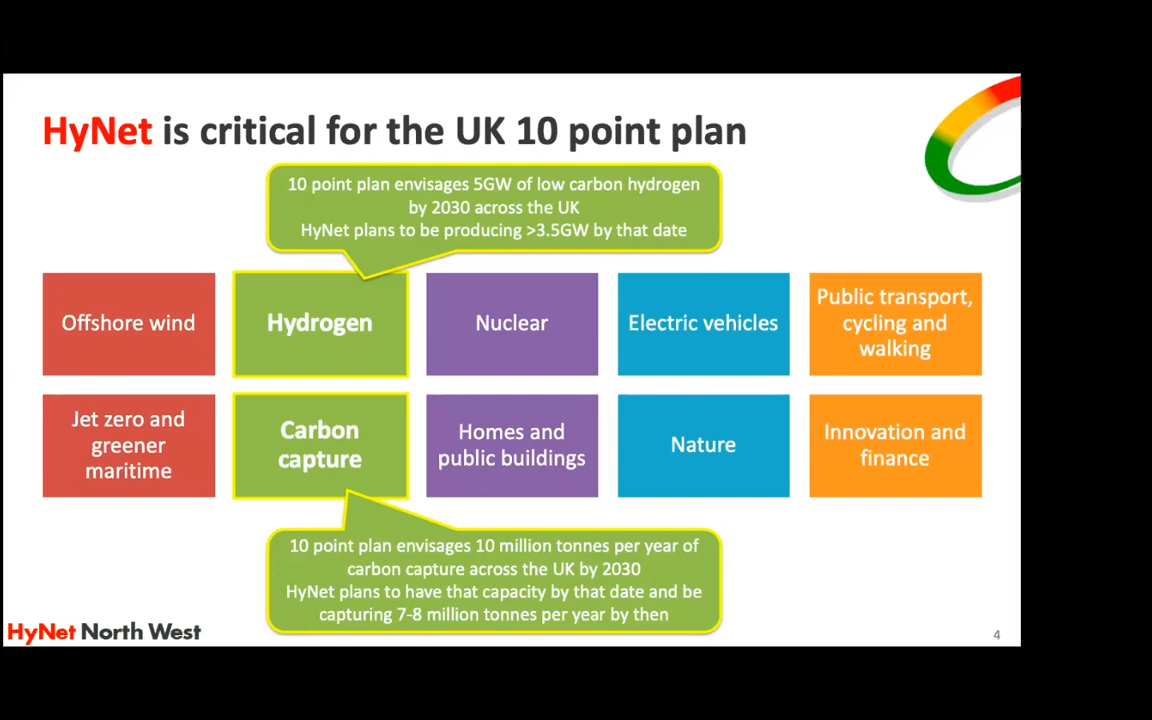 HyNet is critical for the UK 10 point plan
10 point plan envisages 5GW of low carbon hydrogen
by 2030 across the UK
HyNet plans to be producing >3.5GW by that date
Offshore wind
Hydrogen
Nuclear
Electric vehicles
Public transport,
cycling and
walking
Jet zero and
greener
maritime
Carbon
capture
Homes and
public buildings
Nature
Innovation and
finance
10 point plan envisages 10 million tonnes per year of
carbon capture across the UK by 2030
HyNet plans to have that capacity by that date and be
capturing 7-8 million tonnes per year by then
HyNet North West
4